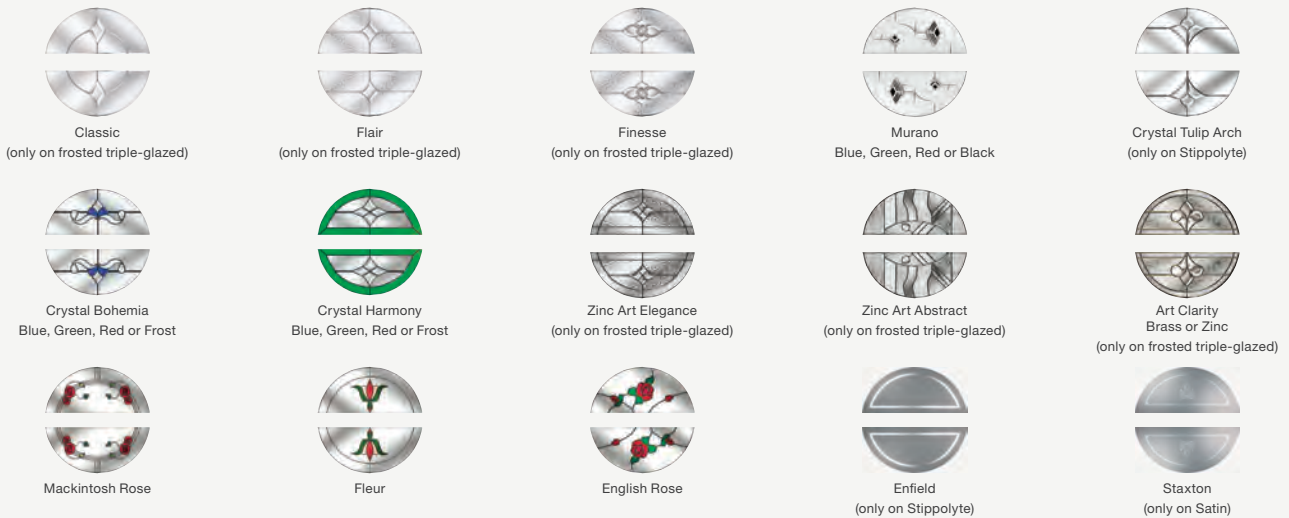 Classic
(only on frosted triple-glazed)
Flair
(only on frosted triple-glazed)
Finesse
(only on frosted triple-glazed)
Murano
Blue, Green, Red or Black
Crystal Tulip Arch
(only on Stippolyte)
Crystal Bohemia
Blue, Green, Red or Frost
Crystal Harmony
Blue, Green, Red or Frost
Zinc Art Elegance
(only on frosted triple-glazed)
Zinc Art Abstract
(only on frosted triple-glazed)
Art Clarity
Brass or Zinc
(only on frosted triple-glazed)
Mackintosh Rose
Fleur
English Rose
Enfield
(only on Stippolyte)
Staxton
(only on Satin)